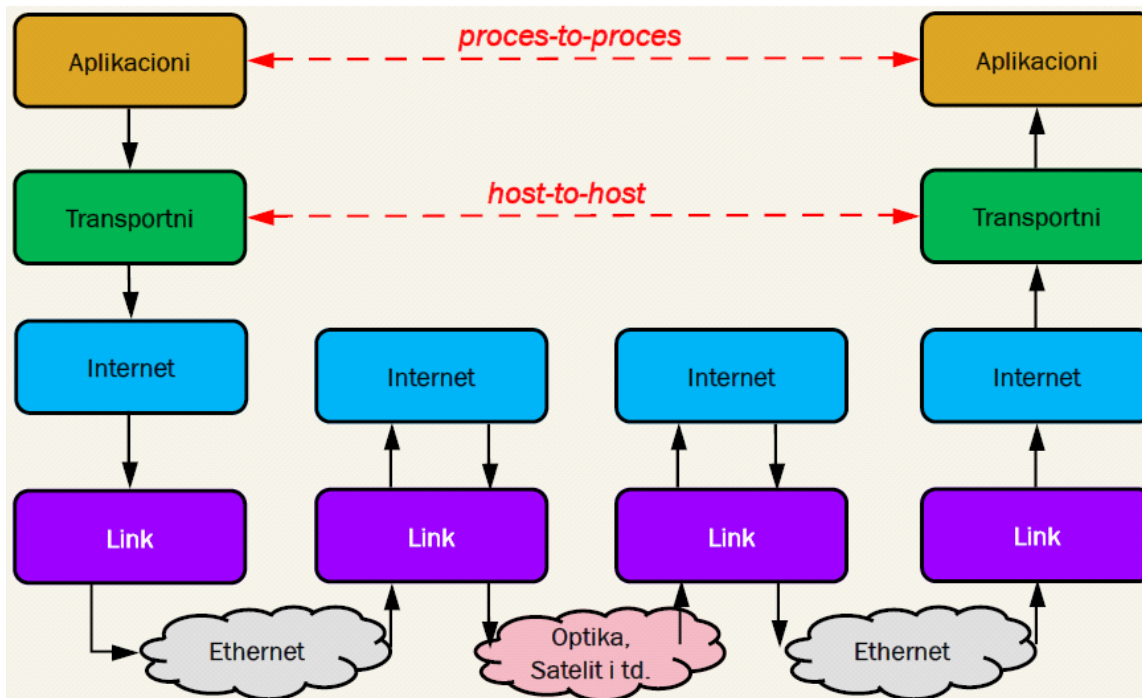 Aplikacioni
proces-to-proces
Aplikacioni
Transportni
host-to-host
Transportni
Internet
Internet
Internet
Internet
Link
Link
Link
Link
Ethernet
Optika,
Satelit i td.
Ethernet